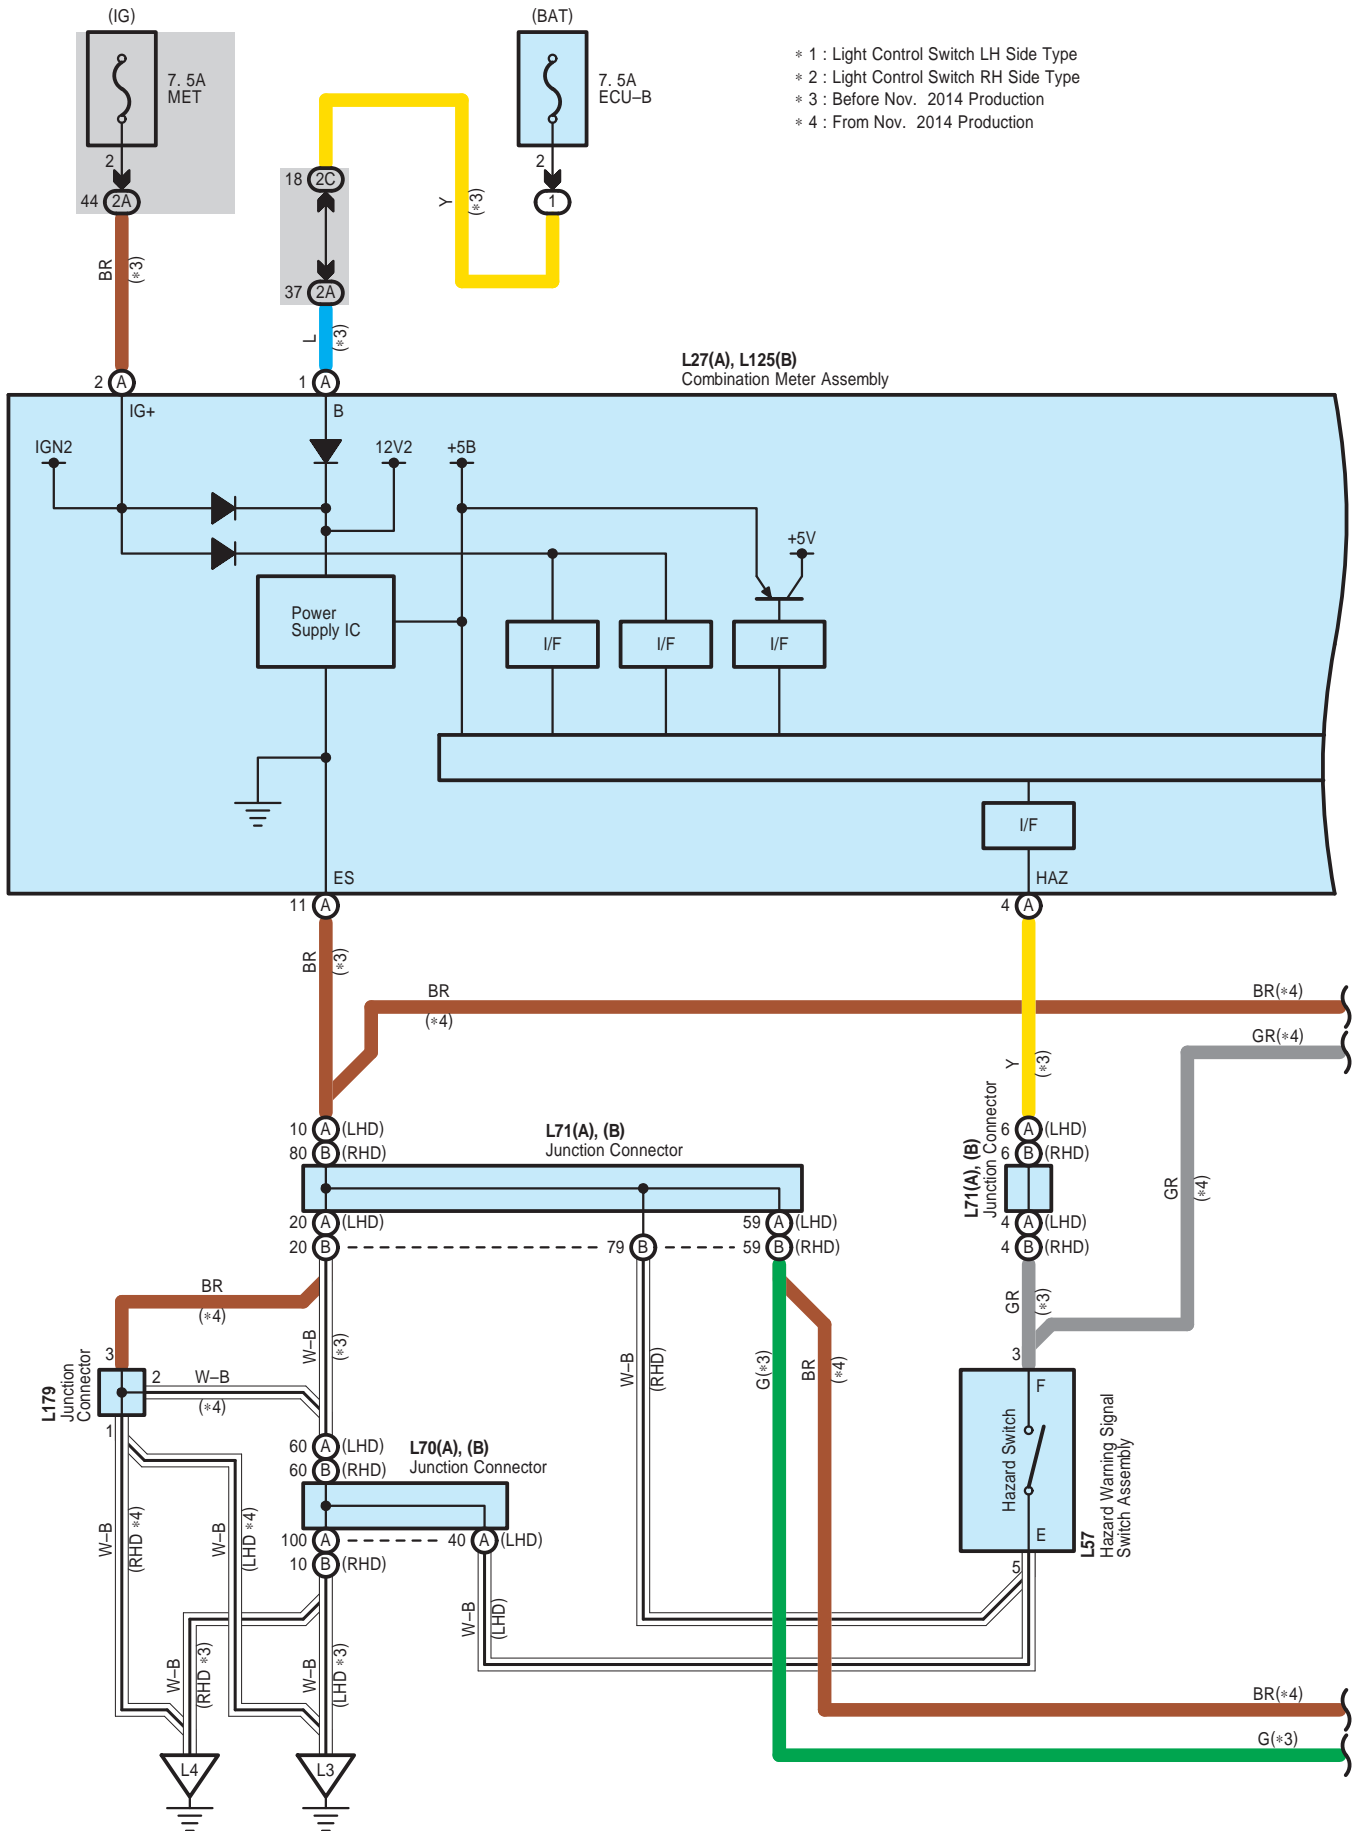 (IG)
(BAT)
7. 5A
MET
7. 5A
ECU–B
∗ 1 : Light Control Switch LH Side Type
∗ 2 : Light Control Switch RH Side Type
∗ 3 : Before Nov. 2014 Production
∗ 4 : From Nov. 2014 Production
2
2
44 2A
18 2C
1
Y
(∗3)
BR
(∗3)
37 2A
L
(∗3)
L27(A), L125(B)
Combination Meter Assembly
2 A
1 A
IG+
B
IGN2
12V2
+5B
+5V
Power
Supply IC
I/F
I/F
I/F
I/F
ES
HAZ
11 A
4 A
BR
(∗3)
BR
(∗4)
BR(∗4)
GR(∗4)
Y
(∗3)
10 A (LHD)
80 B (RHD)
L71(A), (B)
Junction Connector
6 A (LHD)
6 B (RHD)
L71(A), (B)
Junction Connector
GR
(∗4)
20 A (LHD)
59 A (LHD)
4 A (LHD)
20 B
79 B
59 B (RHD)
4 B (RHD)
BR
(∗4)
W–B
(∗3)
W–B
(RHD)
G(∗3)
BR
(∗4)
GR
(∗3)
3
2
W–B
(∗4)
L179
Junction
Connector
1
3
F
Hazard Switch
E
5
L57
Hazard Warning Signal
Switch Assembly
60 A (LHD)
60 B (RHD)
L70(A), (B)
Junction Connector
100 A
40 A (LHD)
10 B (RHD)
W–B
(RHD ∗4)
W–B
(LHD ∗4)
W–B
(LHD)
W–B
(RHD ∗3)
W–B
(LHD ∗3)
BR(∗4)
G(∗3)
L4
L3